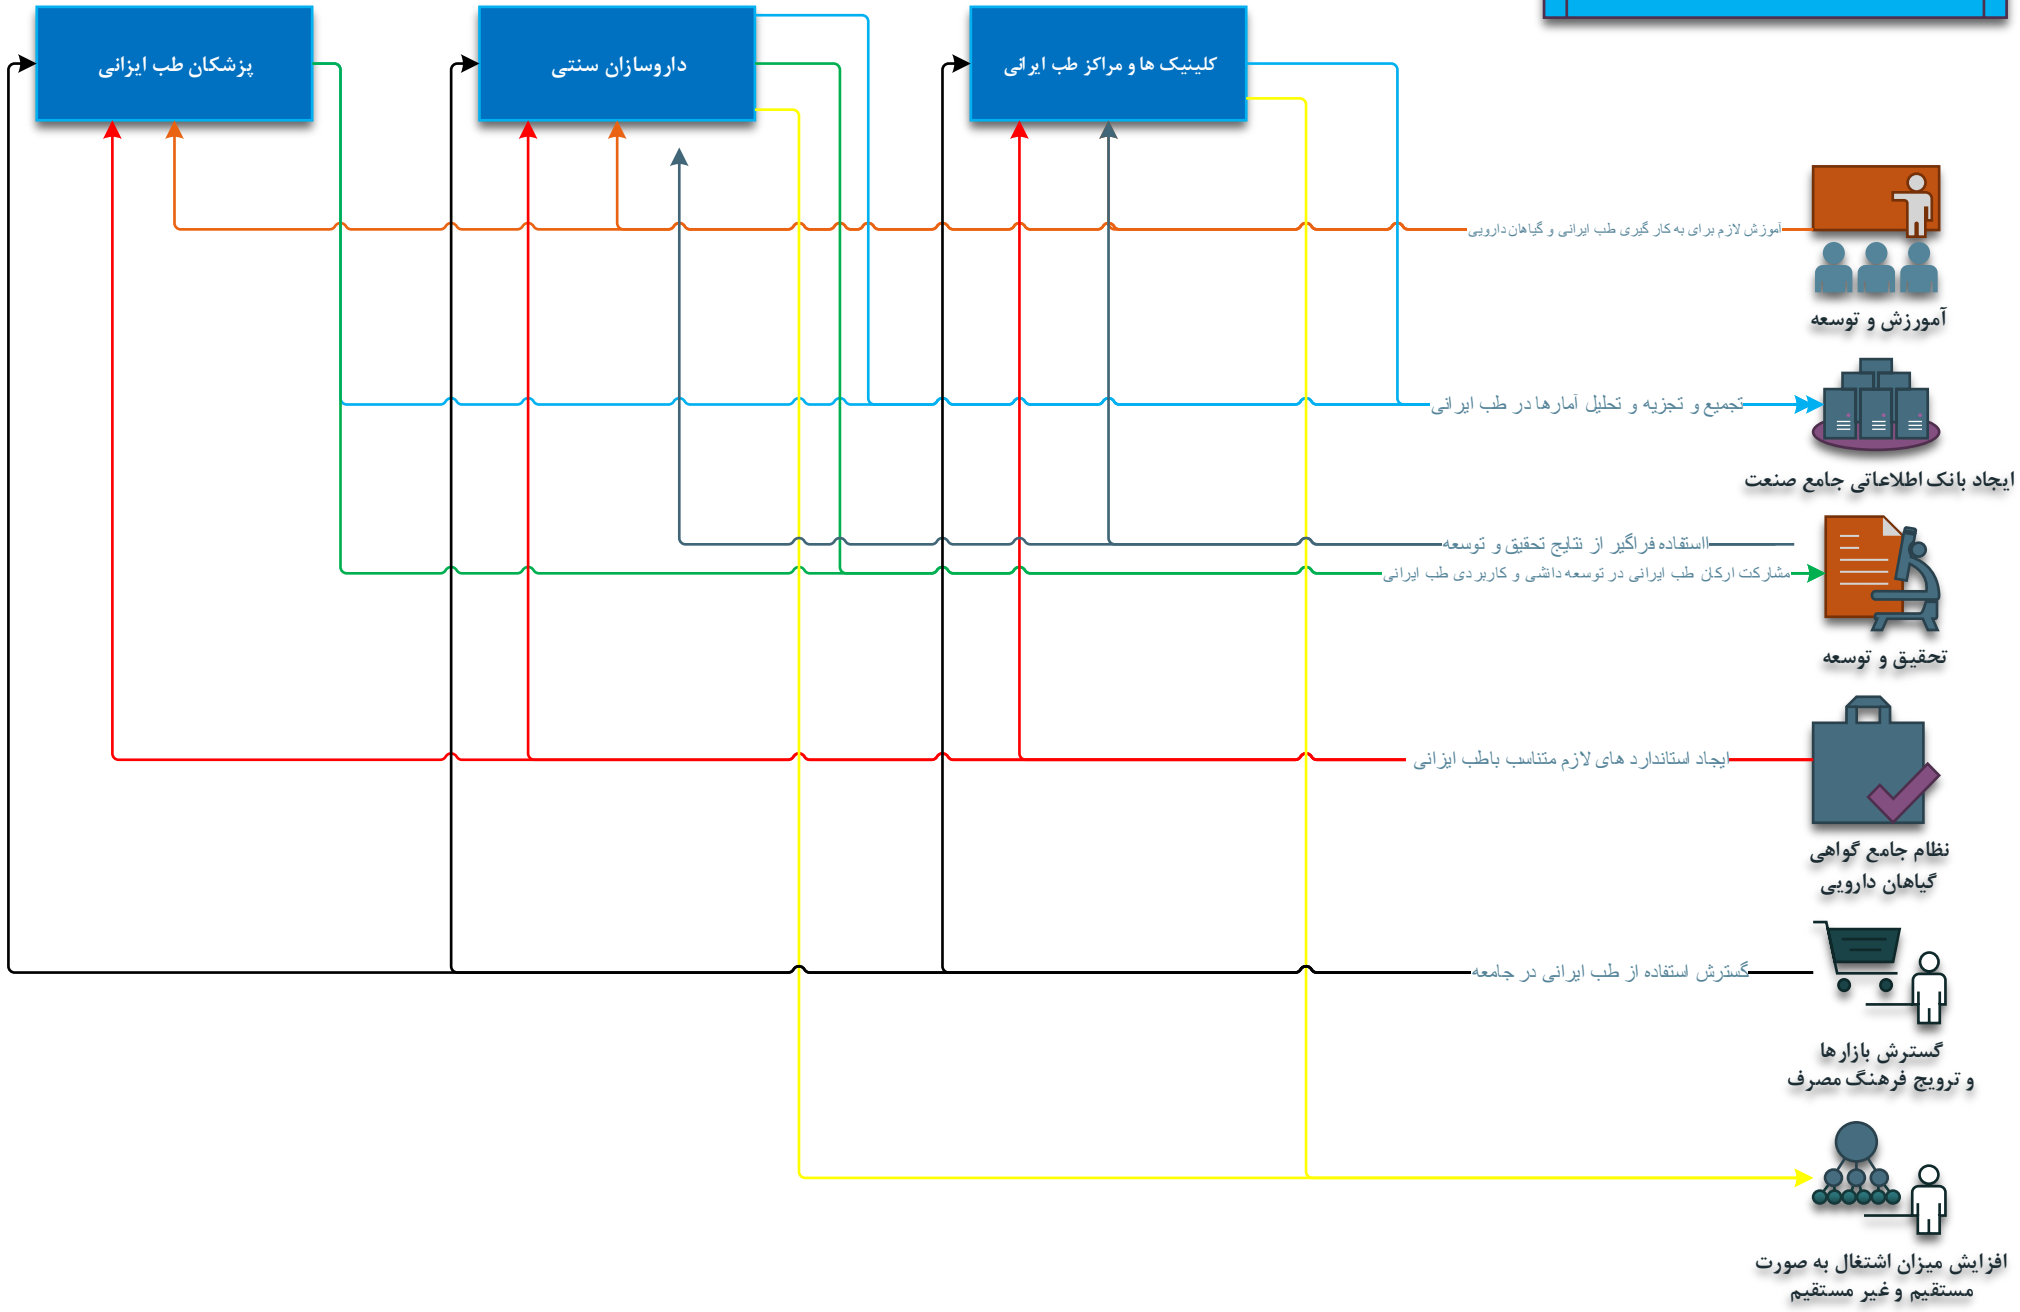 کلینیک ها و مراکز طب ایرانی
داروسازان سنتی
پزشکان طب ایرانی
آموزش لازم برای به کار گیری طب ایرانی و گیاهان دارویی
آمورزش و توسعه
تجمیع و تجزیه و تحلیل آمارها در طب ایرانی
ایجاد بانک اطلاعاتی جامع صنعت
ااستفاده فراگیر از نتایج تحقیق و توسعه
مشارکت ارکان طب ایرانی در توسعه دانشی و کاربردی طب ایرانی
تحقیق و توسعه
ایجاد استاندارد های لازم متناسب باطب ایرانی
نظام جامع گواهی
گیاهان دارویی
گسترش استفاده از طب ایرانی در جامعه
گسترش بازارها
و ترویج فرهنگ مصرف
افزایش میزان اشتغال به صورت
مستقیم و غیر مستقیم